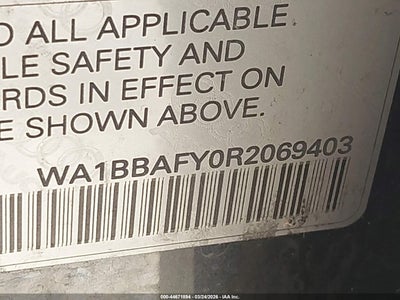 O ALL APPLICABLE
LE SAFETY AND
RDS IN EFFECT ON
E SHOWN ABOVE.
WA1BBAFY0R2069403
000-44671884 - 03/24/2026 - IAA, Inc.